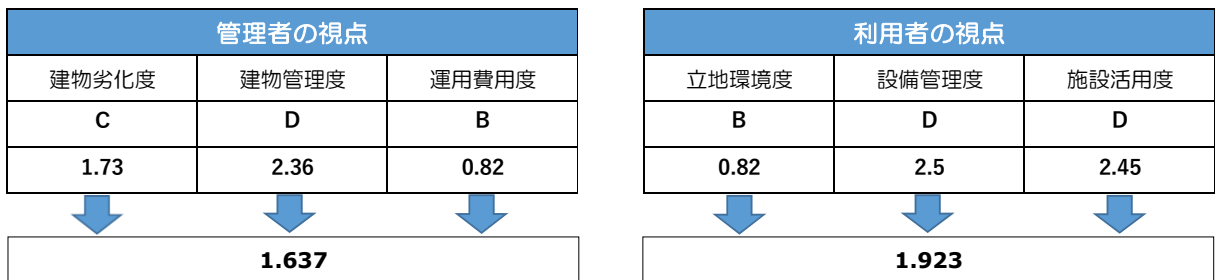 管理者の視点
建物劣化度 建物管理度 運用費用度
C D B
1.73 2.36 0.82
1.637
利用者の視点
立地環境度 設備管理度 施設活用度
B D D
0.82 2.5 2.45
1.923